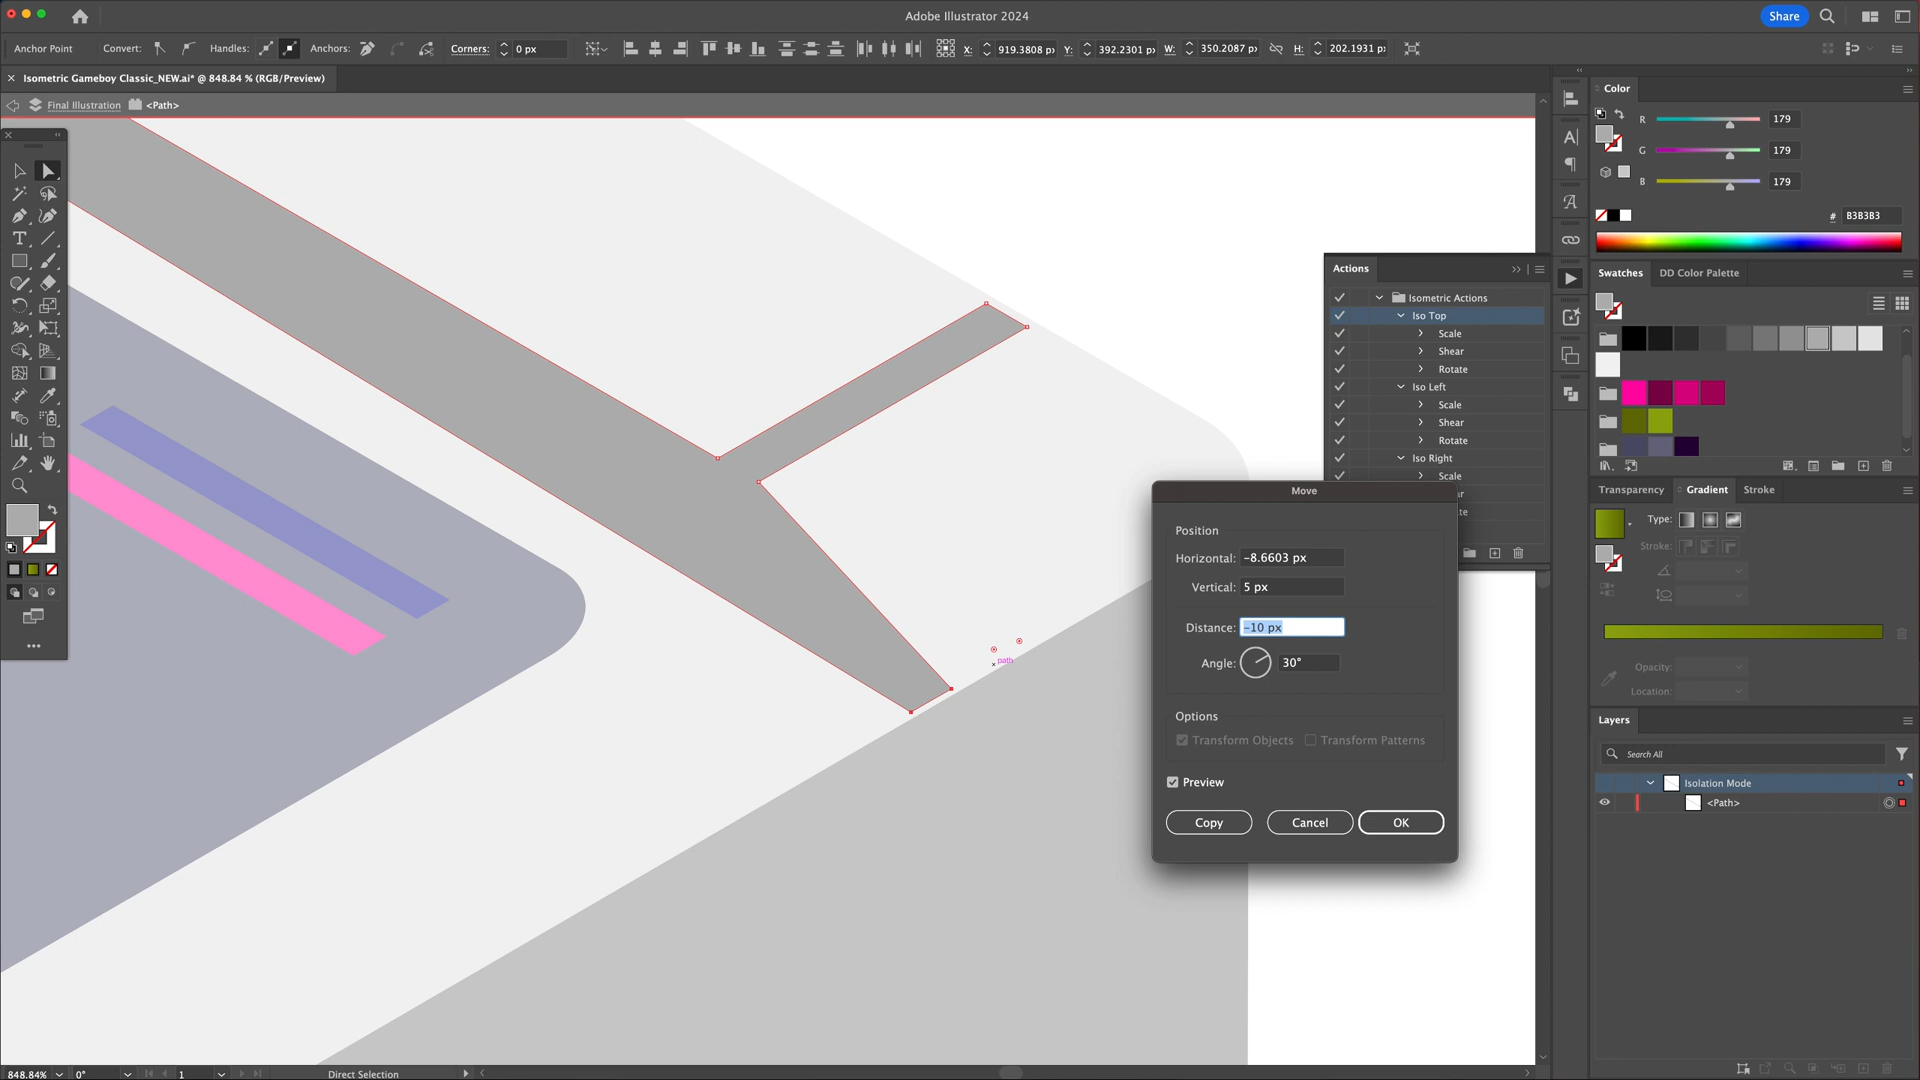 Adobe Illustrator 2024
Share
Anchor Point
Convert:
Handles:
Anchors:
Corners:
0 px
X:
919.3808 px
Y:
392.2301 px
W:
350.2087 px
H:
202.1931 px
× Isometric Gameboy Classic_NEW.ai* @ 848.84 % (RGB/Preview)
Final Illustration
<Path>
Color
R
179
G
179
B
179
# B3B3B3
Swatches
DD Color Palette
Actions
Isometric Actions
Iso Top
Scale
Shear
Rotate
Iso Left
Scale
Shear
Rotate
Iso Right
Scale
Move
Position
Horizontal: -8.6603 px
Vertical: 5 px
Distance: -10 px
Angle: 30°
Options
Transform Objects
Transform Patterns
Preview
Copy
Cancel
OK
path
Transparency
Gradient
Stroke
Type:
Stroke:
Opacity:
Location:
Layers
Search All
Isolation Mode
<Path>
848.84%
0°
1
Direct Selection